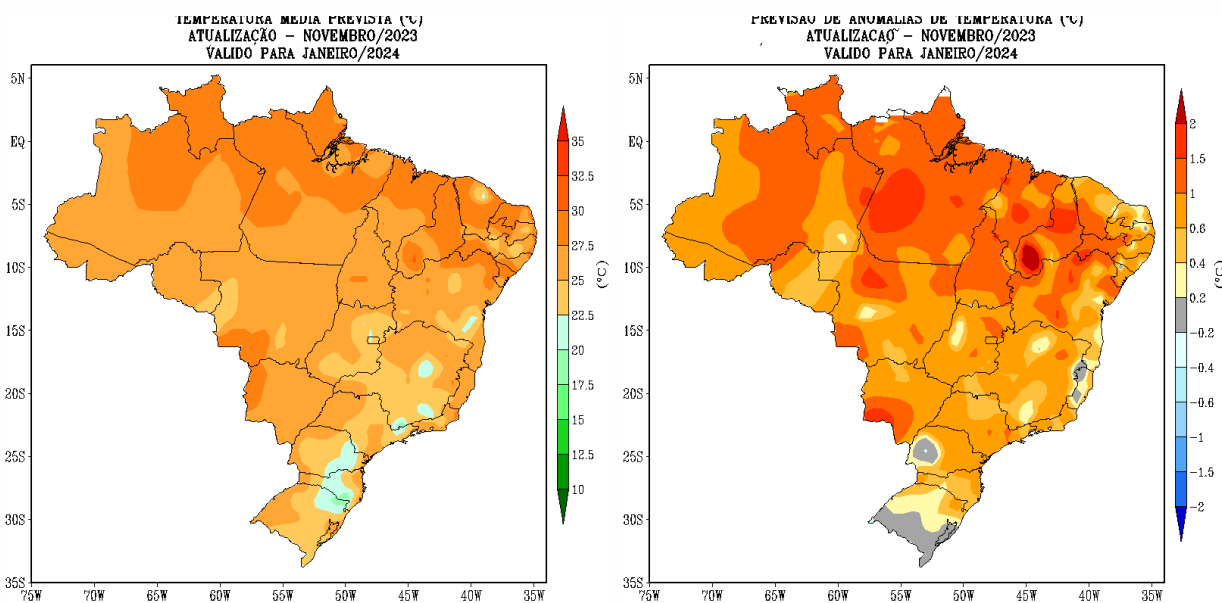 TEMPERATURA MEDIA PREVISTA (°C)
ATUALIZAÇÃO – NOVEMBRO/2023
VALIDO PARA JANEIRO/2024
5N
EQ
5S
10S
15S
20S
25S
30S
35S
75W 70W 65W 60W 55W 50W 45W 40W 35W
35
32.5
30
27.5
25
22.5
20
17.5
15
12.5
10
(°C)
PREVISÃO DE ANOMALIAS DE TEMPERATURA (°C)
ATUALIZACAO – NOVEMBRO/2023
VALIDO PARA JANEIRO/2024
5N
EQ
5S
10S
15S
20S
25S
30S
35S
75W 70W 65W 60W 55W 50W 45W 40W 35W
2
1.5
1
0.6
0.2
-0.2
-0.4
-0.6
-1
-1.5
-2
(°C)